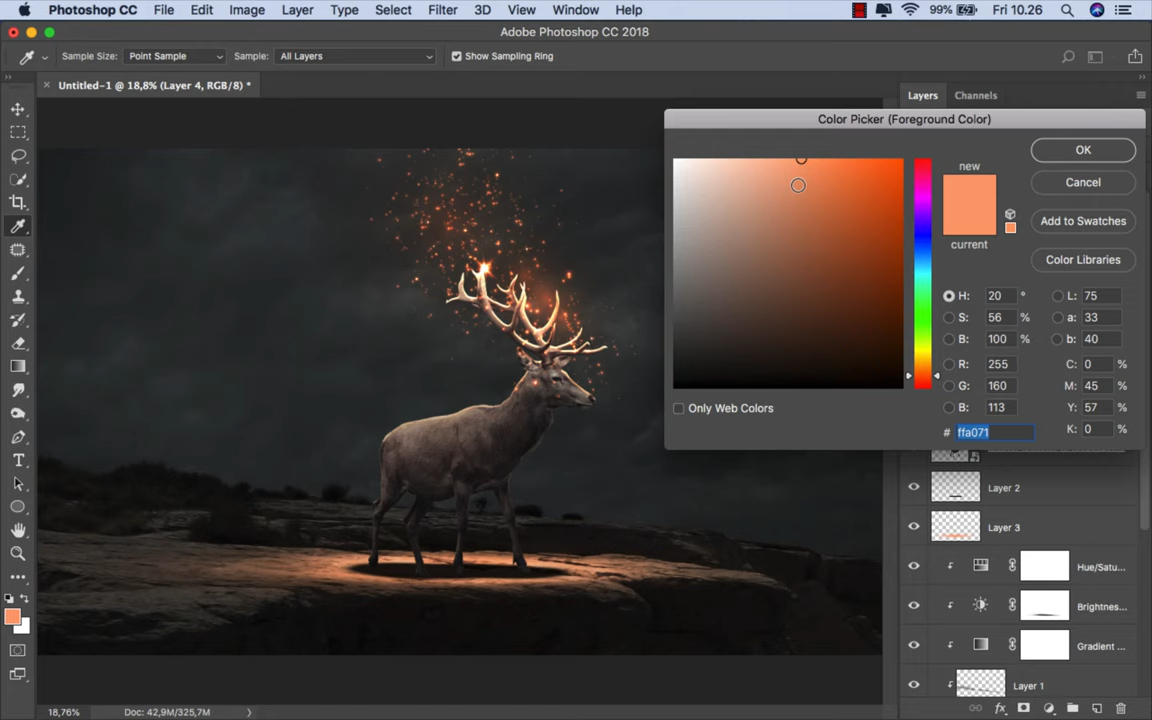 Photoshop CC File Edit Image Layer Type Select Filter 3D View Window Help 99% Fri 10.26
Adobe Photoshop CC 2018
Sample Size: Point Sample Sample: All Layers Show Sampling Ring
Untitled-1 @ 18,8% (Layer 4, RGB/8) *
Layers Channels
Color Picker (Foreground Color)
new
current
OK
Cancel
Add to Swatches
Color Libraries
H: 20 ° L: 75
S: 56 % a: 33
B: 100 % b: 40
R: 255 C: 0 %
G: 160 M: 45 %
B: 113 Y: 57 %
# ffa071 K: 0 %
Only Web Colors
Layer 2
Layer 3
Hue/Satu...
Brightnes...
Gradient ...
Layer 1
18,76% Doc: 42,9M/325,7M